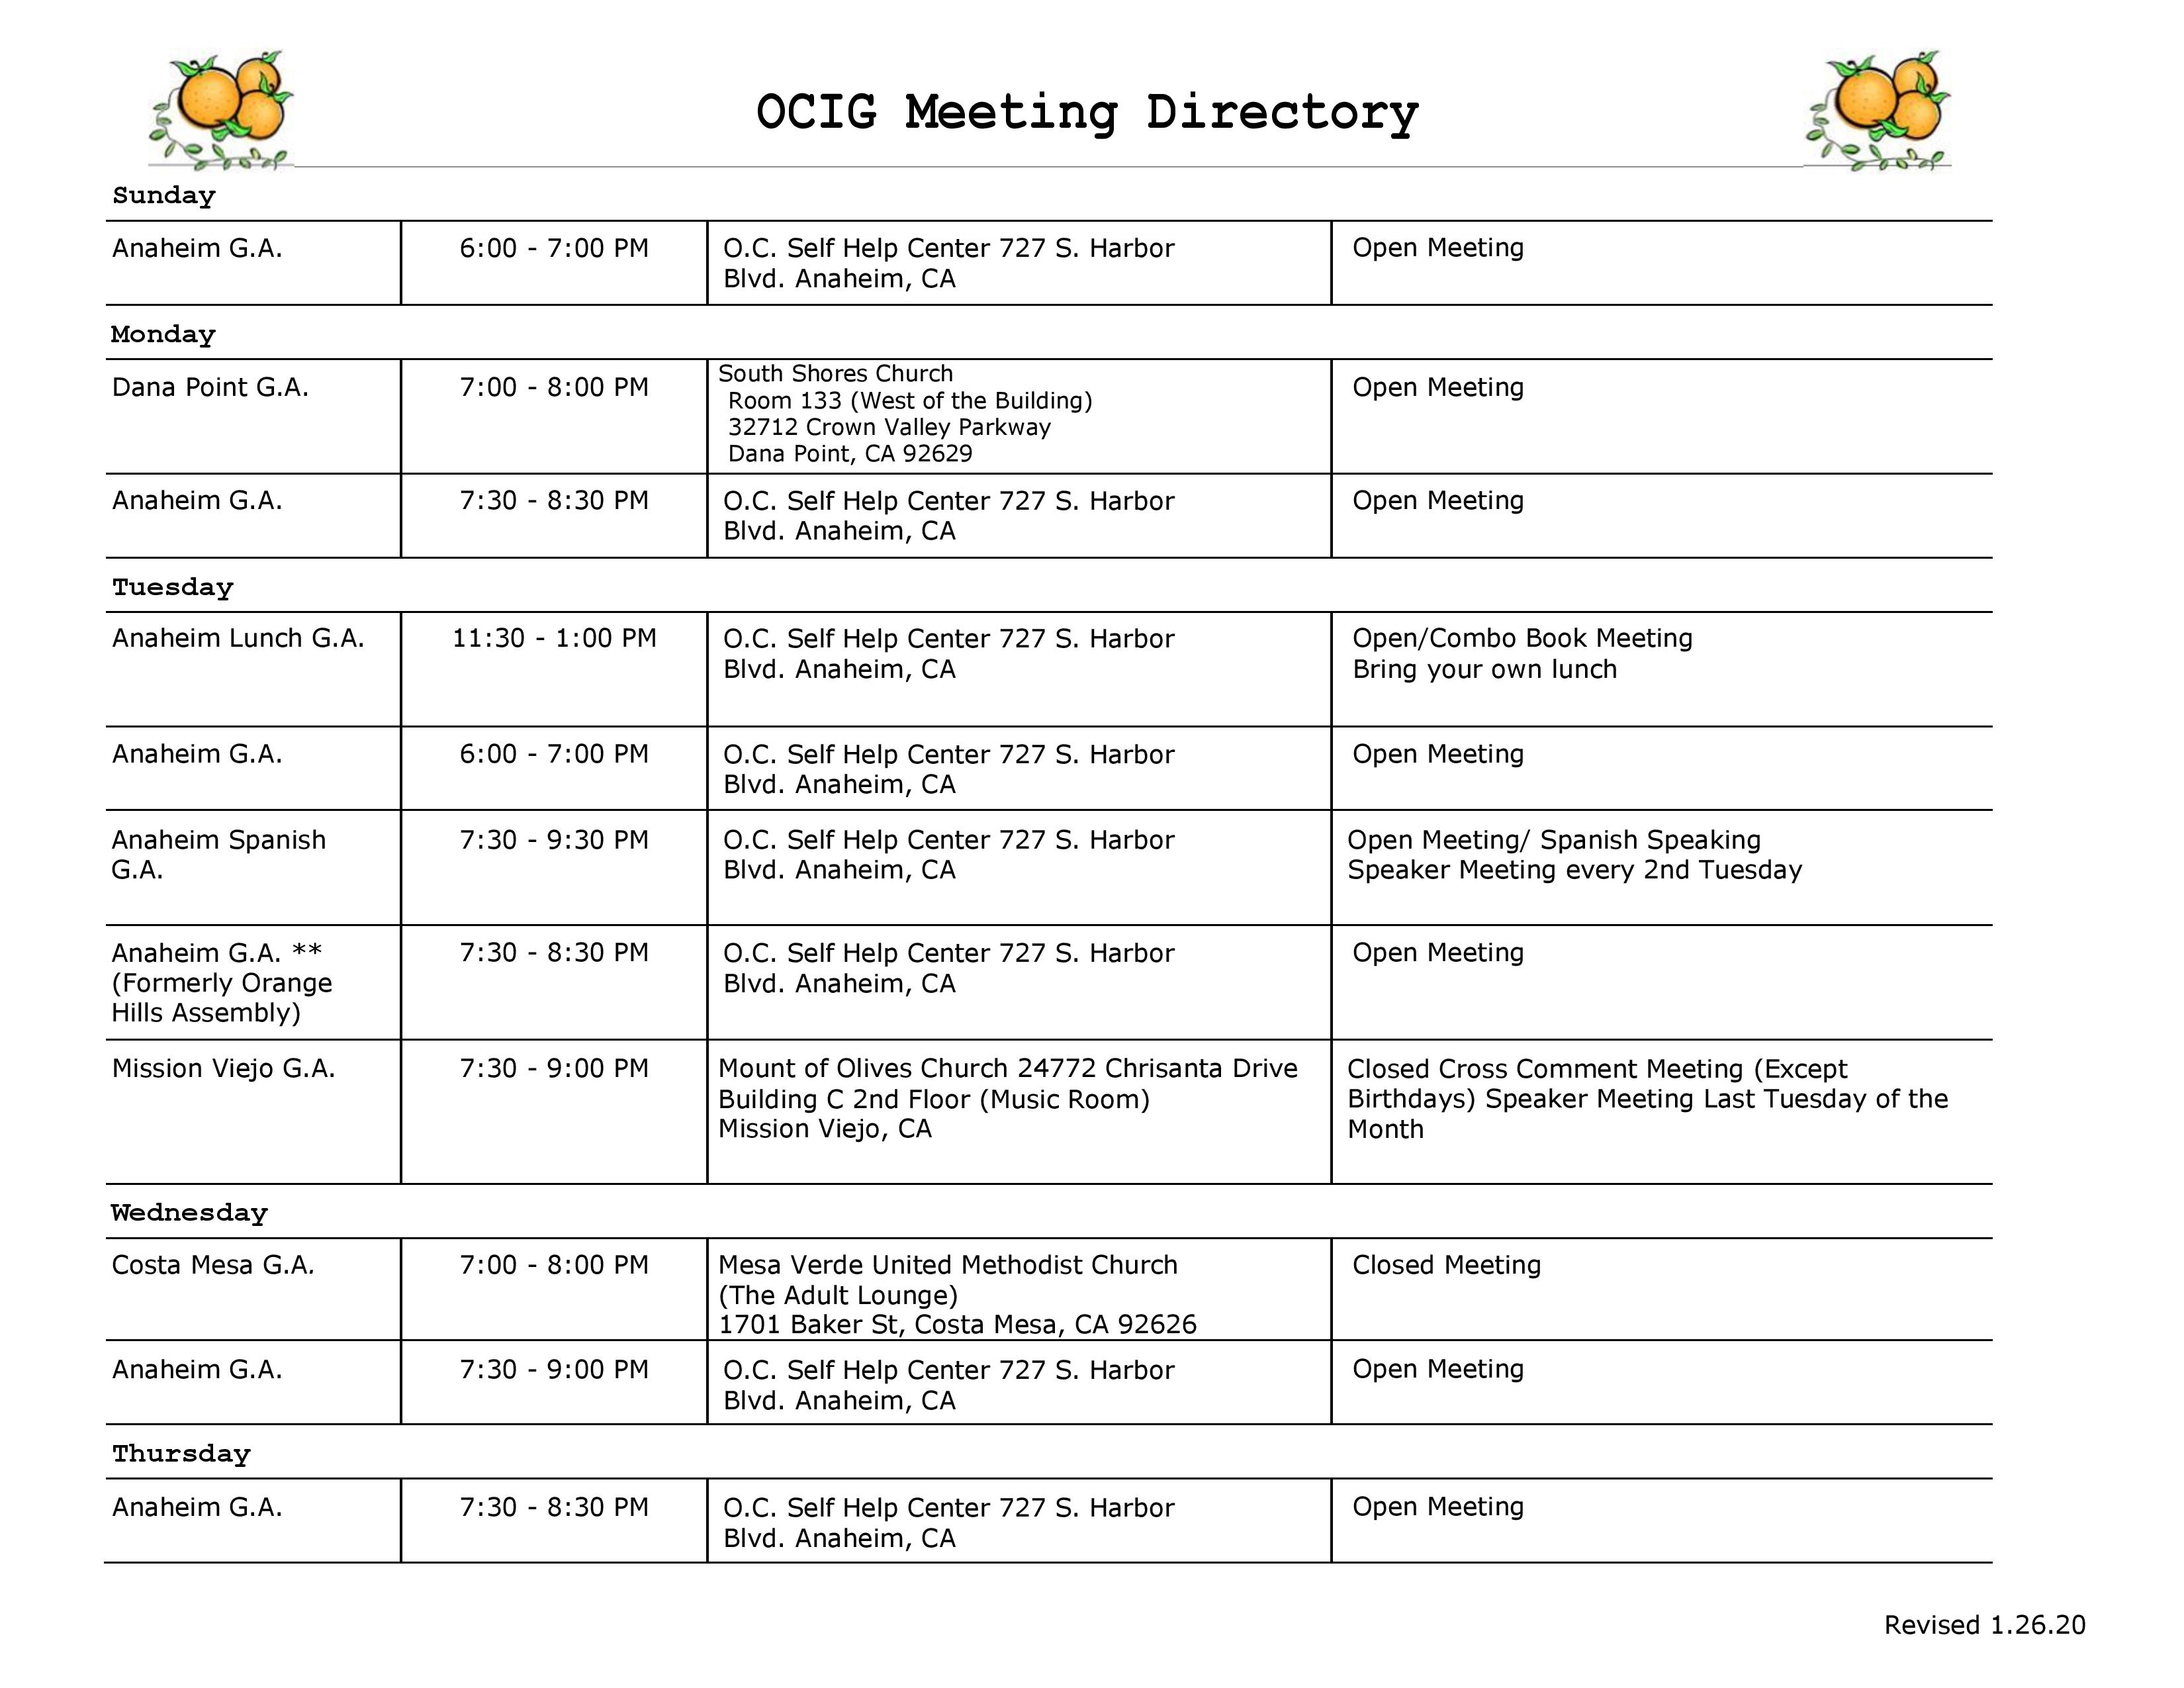 OCIG Meeting Directory
Sunday
Anaheim G.A.
6:00 - 7:00 PM
O.C. Self Help Center 727 S. Harbor
Blvd. Anaheim, CA
Open Meeting
Monday
Dana Point G.A.
7:00 - 8:00 PM
South Shores Church
Room 133 (West of the Building)
32712 Crown Valley Parkway
Dana Point, CA 92629
Open Meeting
Anaheim G.A.
7:30 - 8:30 PM
O.C. Self Help Center 727 S. Harbor
Blvd. Anaheim, CA
Open Meeting
Tuesday
Anaheim Lunch G.A.
11:30 - 1:00 PM
O.C. Self Help Center 727 S. Harbor
Blvd. Anaheim, CA
Open/Combo Book Meeting
Bring your own lunch
Anaheim G.A.
6:00 - 7:00 PM
O.C. Self Help Center 727 S. Harbor
Blvd. Anaheim, CA
Open Meeting
Anaheim Spanish
G.A.
7:30 - 9:30 PM
O.C. Self Help Center 727 S. Harbor
Blvd. Anaheim, CA
Open Meeting/ Spanish Speaking
Speaker Meeting every 2nd Tuesday
Anaheim G.A. **
(Formerly Orange
Hills Assembly)
7:30 - 8:30 PM
O.C. Self Help Center 727 S. Harbor
Blvd. Anaheim, CA
Open Meeting
Mission Viejo G.A.
7:30 - 9:00 PM
Mount of Olives Church 24772 Chrisanta Drive
Building C 2nd Floor (Music Room)
Mission Viejo, CA
Closed Cross Comment Meeting (Except
Birthdays) Speaker Meeting Last Tuesday of the
Month
Wednesday
Costa Mesa G.A.
7:00 - 8:00 PM
Mesa Verde United Methodist Church
(The Adult Lounge)
1701 Baker St, Costa Mesa, CA 92626
Closed Meeting
Anaheim G.A.
7:30 - 9:00 PM
O.C. Self Help Center 727 S. Harbor
Blvd. Anaheim, CA
Open Meeting
Thursday
Anaheim G.A.
7:30 - 8:30 PM
O.C. Self Help Center 727 S. Harbor
Blvd. Anaheim, CA
Open Meeting
Revised 1.26.20